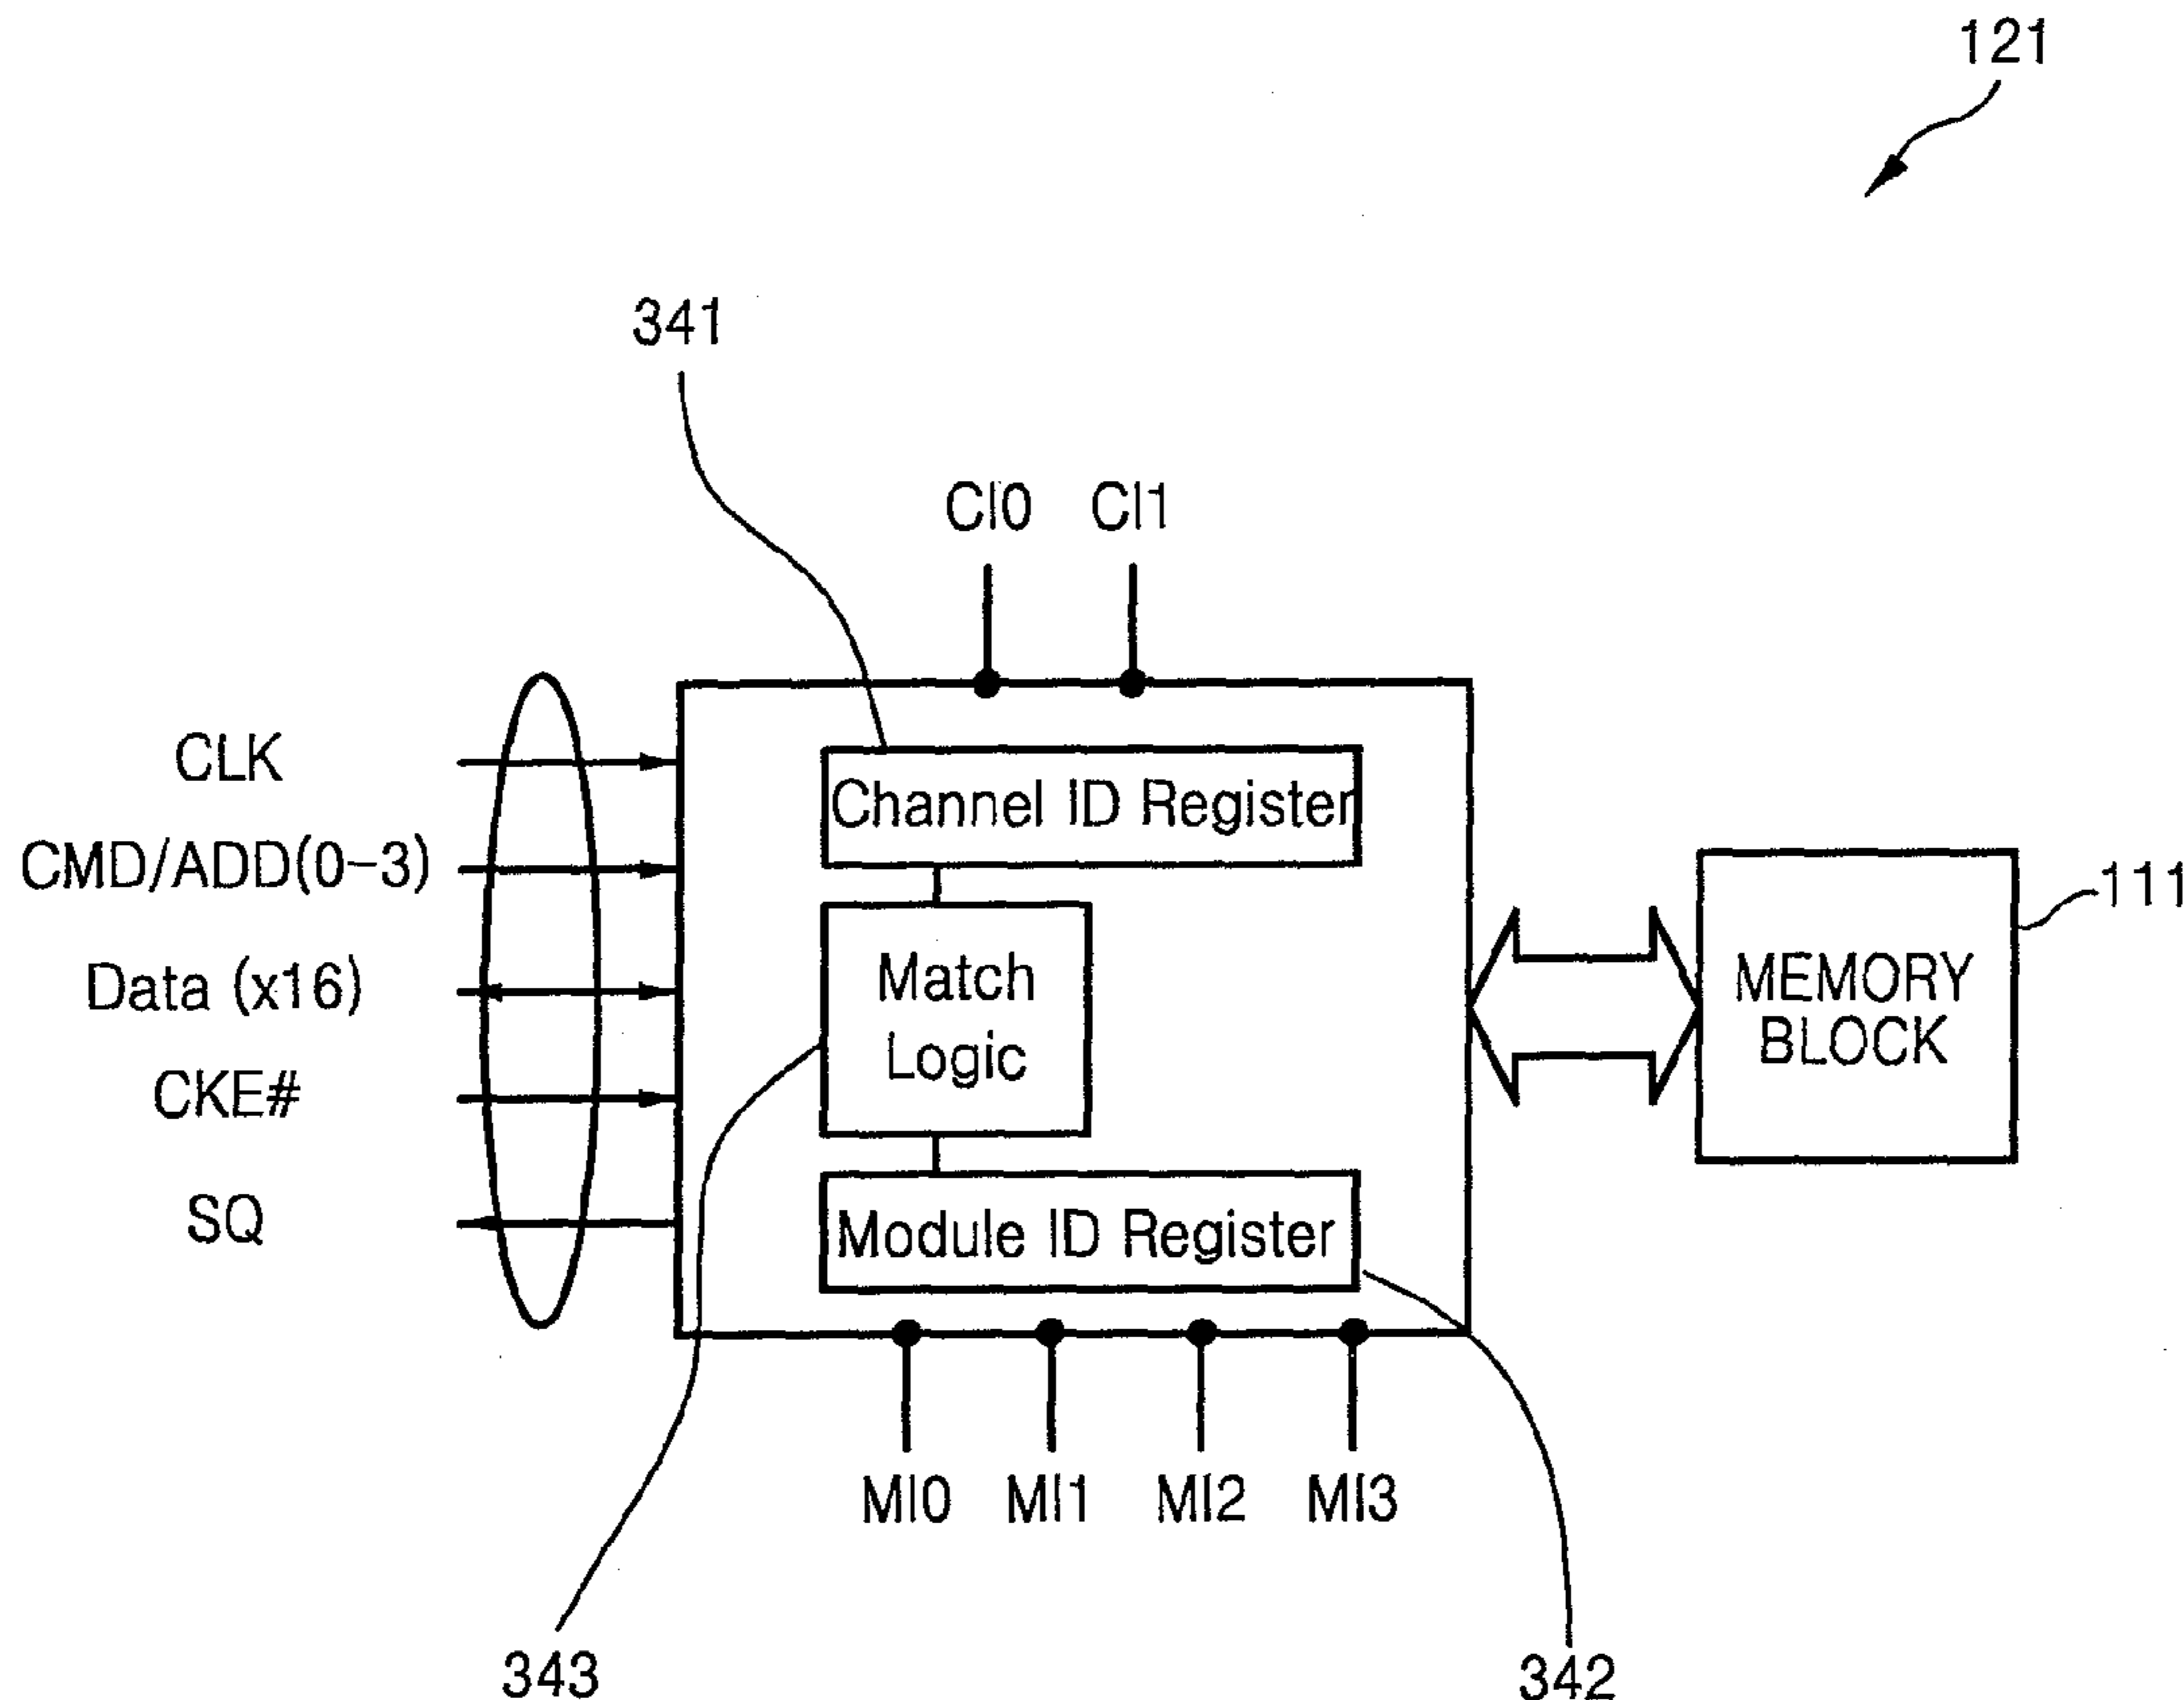 121
341
CI0 CI1
CLK
Channel ID Register
CMD/ADD(0-3)
111
Match
Logic
Data (x16)
MEMORY
BLOCK
CKE#
SQ
Module ID Register
MI0 MI1 MI2 MI3
343
342